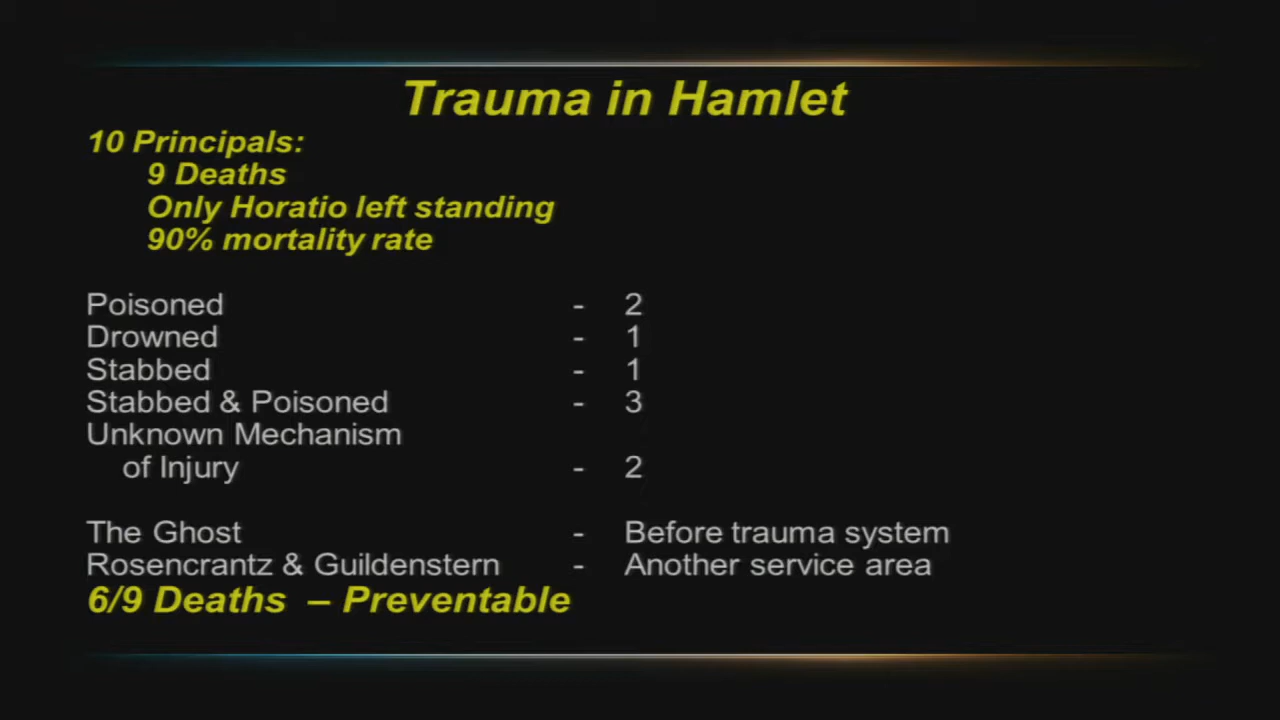 Trauma in Hamlet
10 Principals:
9 Deaths
Only Horatio left standing
90% mortality rate
Poisoned - 2
Drowned - 1
Stabbed - 1
Stabbed & Poisoned - 3
Unknown Mechanism
of Injury - 2
The Ghost - Before trauma system
Rosencrantz & Guildenstern - Another service area
6/9 Deaths – Preventable